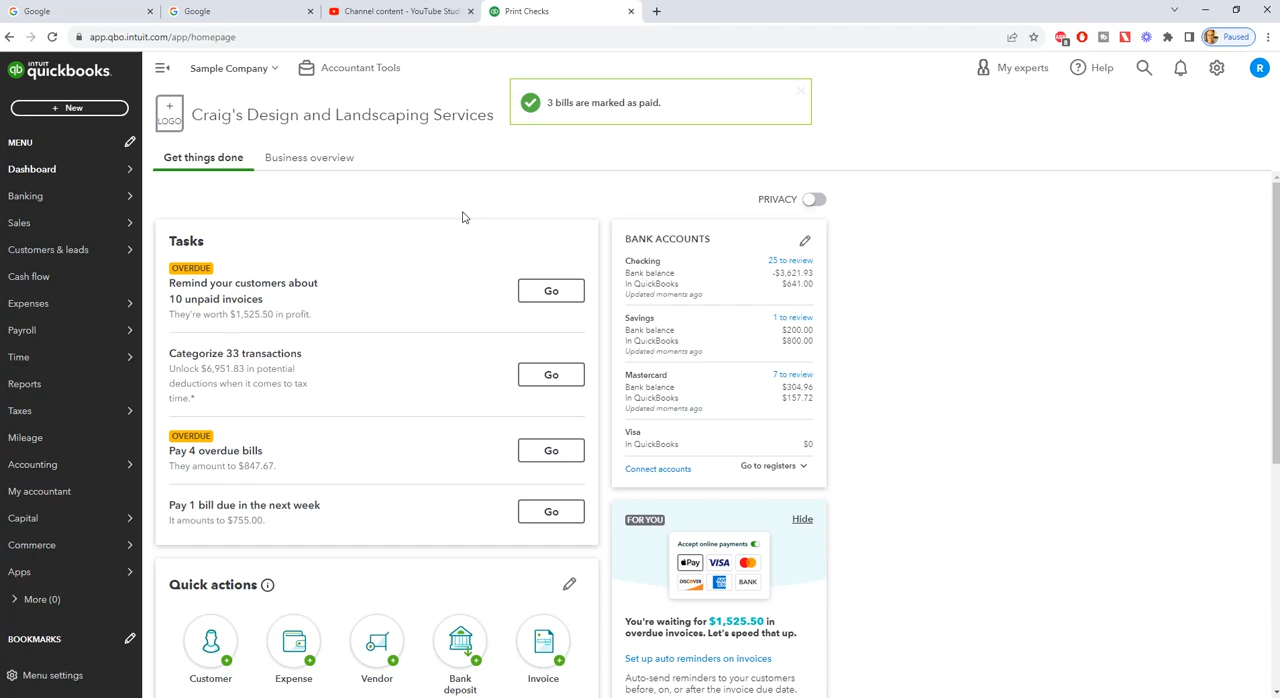 Google
Google
Channel content - YouTube Stud
Print Checks
app.qbo.intuit.com/app/homepage
8
Paused
INTUIT
quickbooks.
Sample Company
Accountant Tools
My experts
Help
R
+ New
+
LOGO
Craig's Design and Landscaping Services
3 bills are marked as paid.
MENU
Dashboard
Banking
Sales
Customers & leads
Cash flow
Expenses
Payroll
Time
Reports
Taxes
Mileage
Accounting
My accountant
Capital
Commerce
Apps
More (0)
BOOKMARKS
Menu settings
Get things done
Business overview
PRIVACY
Tasks
OVERDUE
Remind your customers about
10 unpaid invoices
They're worth $1,525.50 in profit.
Go
Categorize 33 transactions
Unlock $6,951.83 in potential
deductions when it comes to tax
time.*
Go
OVERDUE
Pay 4 overdue bills
They amount to $847.67.
Go
Pay 1 bill due in the next week
It amounts to $755.00.
Go
Quick actions
Customer
Expense
Vendor
Bank
deposit
Invoice
BANK ACCOUNTS
Checking 25 to review
Bank balance -$3,621.93
In QuickBooks $641.00
Updated moments ago
Savings 1 to review
Bank balance $200.00
In QuickBooks $800.00
Updated moments ago
Mastercard 7 to review
Bank balance $304.96
In QuickBooks $157.72
Updated moments ago
Visa
In QuickBooks $0
Connect accounts Go to registers
FOR YOU Hide
Accept online payments
Pay VISA
DISCOVER BANK
You're waiting for $1,525.50 in
overdue invoices. Let's speed that up.
Set up auto reminders on invoices
Auto-send reminders to your customers
before, on, or after the invoice due date.